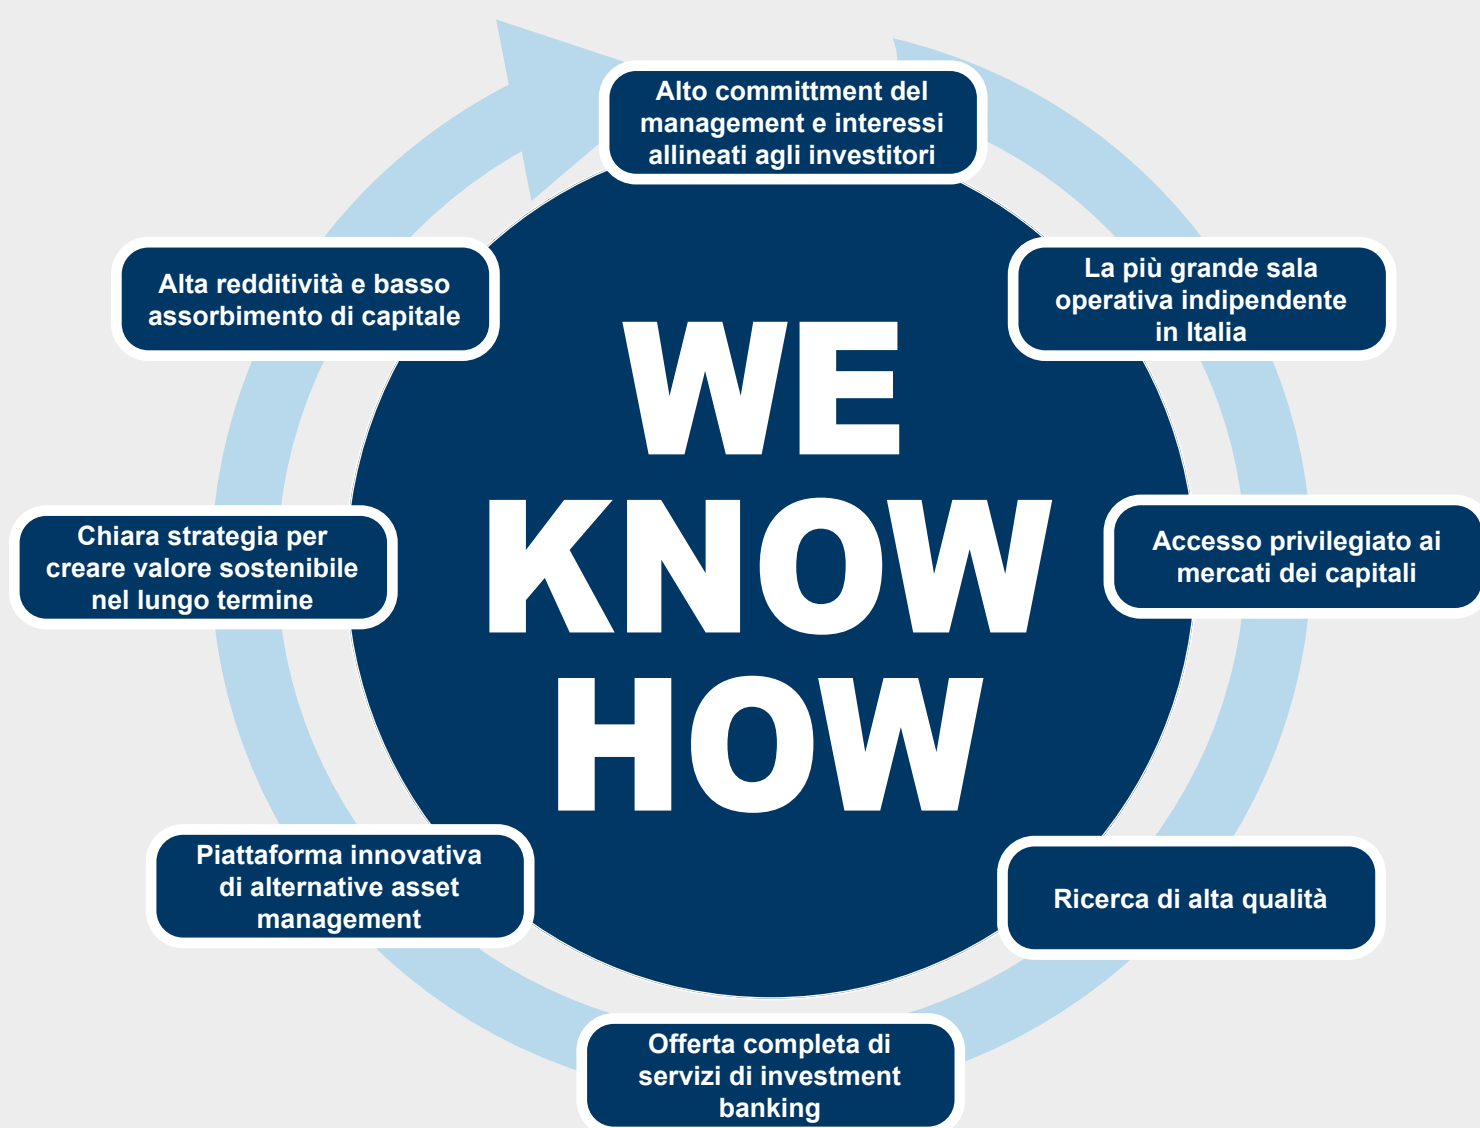 Alto committment del
management e interessi
allineati agli investitori
La più grande sala
operativa indipendente
in Italia
Accesso privilegiato ai
mercati dei capitali
Ricerca di alta qualità
Offerta completa di
servizi di investment
banking
Piattaforma innovativa
di alternative asset
management
Chiara strategia per
creare valore sostenibile
nel lungo termine
Alta redditività e basso
assorbimento di capitale
WE
KNOW
HOW